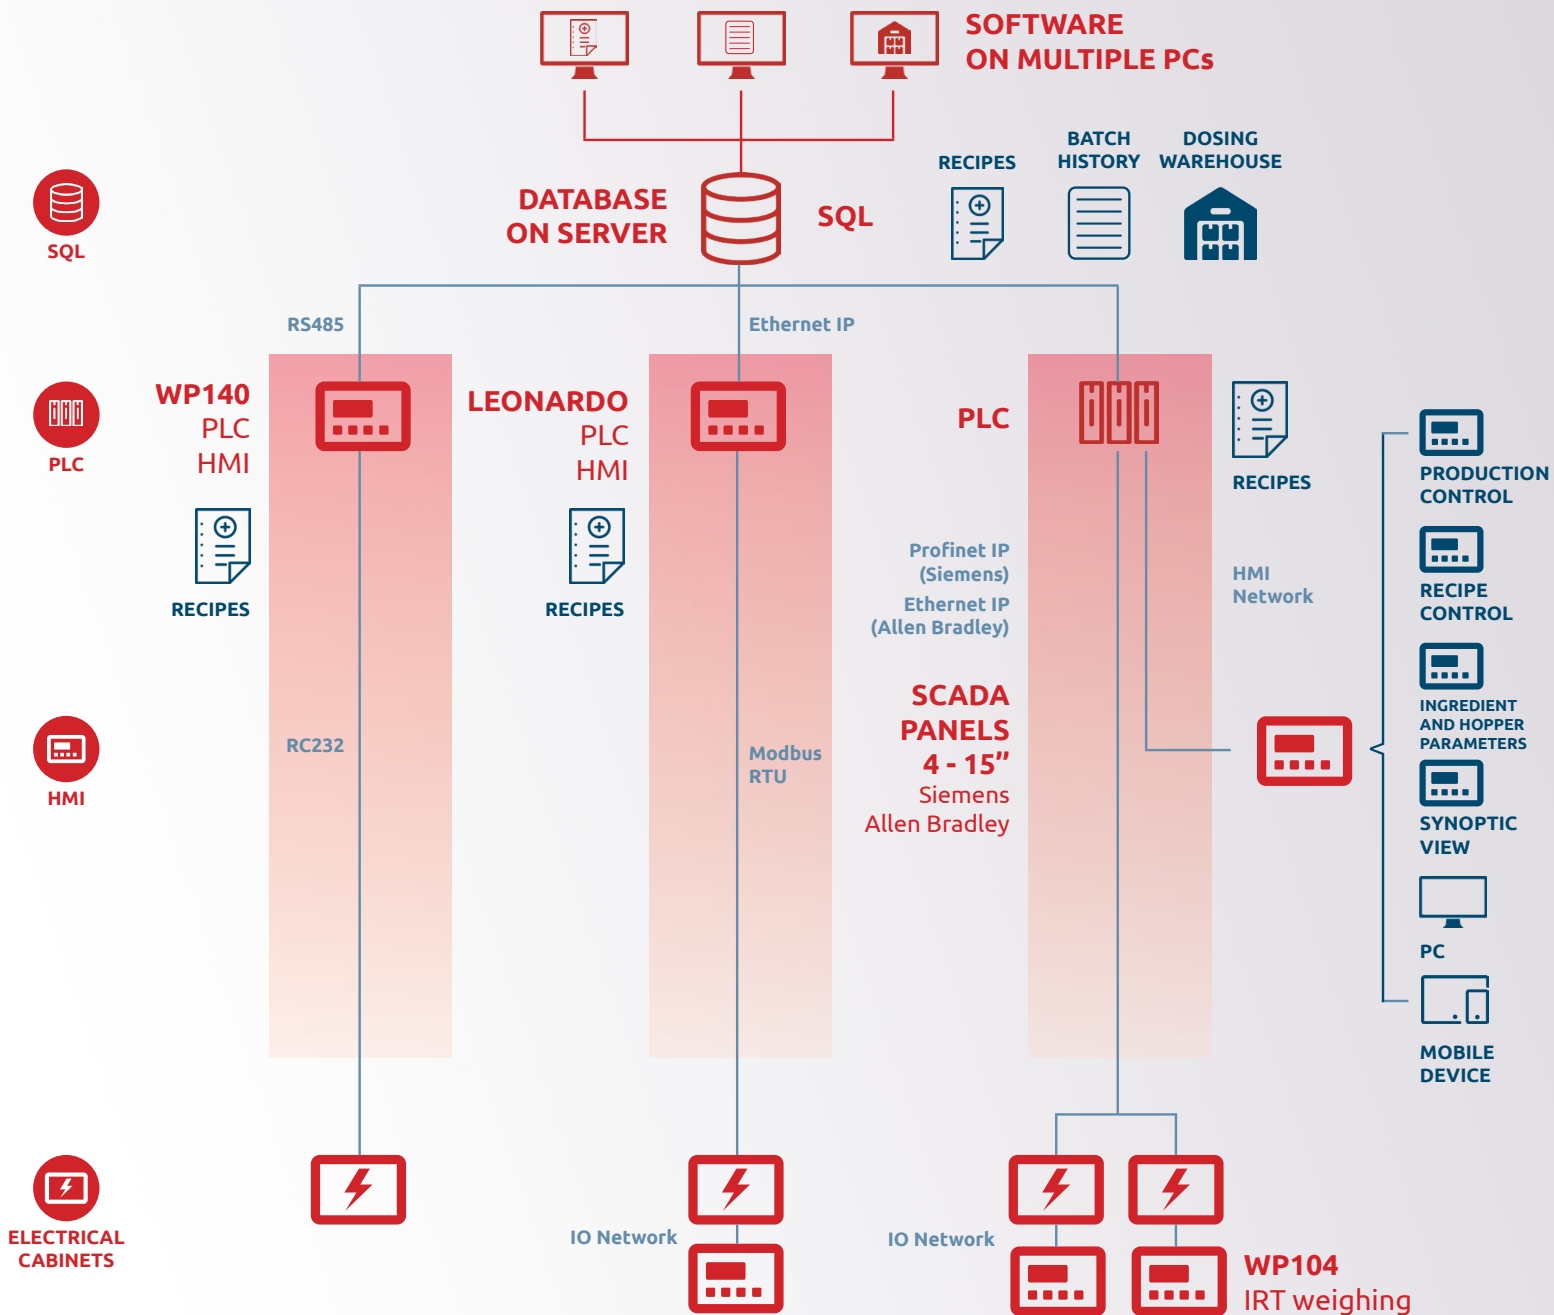 SOFTWARE
ON MULTIPLE PCs
SQL
DATABASE
ON SERVER
SQL
RECIPES
BATCH
HISTORY
DOSING
WAREHOUSE
RS485
Ethernet IP
PLC
WP140
PLC
HMI
RECIPES
LEONARDO
PLC
HMI
RECIPES
PLC
RECIPES
Profinet IP
(Siemens)
Ethernet IP
(Allen Bradley)
HMI
Network
PRODUCTION
CONTROL
RECIPE
CONTROL
INGREDIENT
AND HOPPER
PARAMETERS
SYNOPTIC
VIEW
PC
MOBILE
DEVICE
HMI
RC232
Modbus
RTU
SCADA
PANELS
4 - 15”
Siemens
Allen Bradley
ELECTRICAL
CABINETS
IO Network
IO Network
WP104
IRT weighing